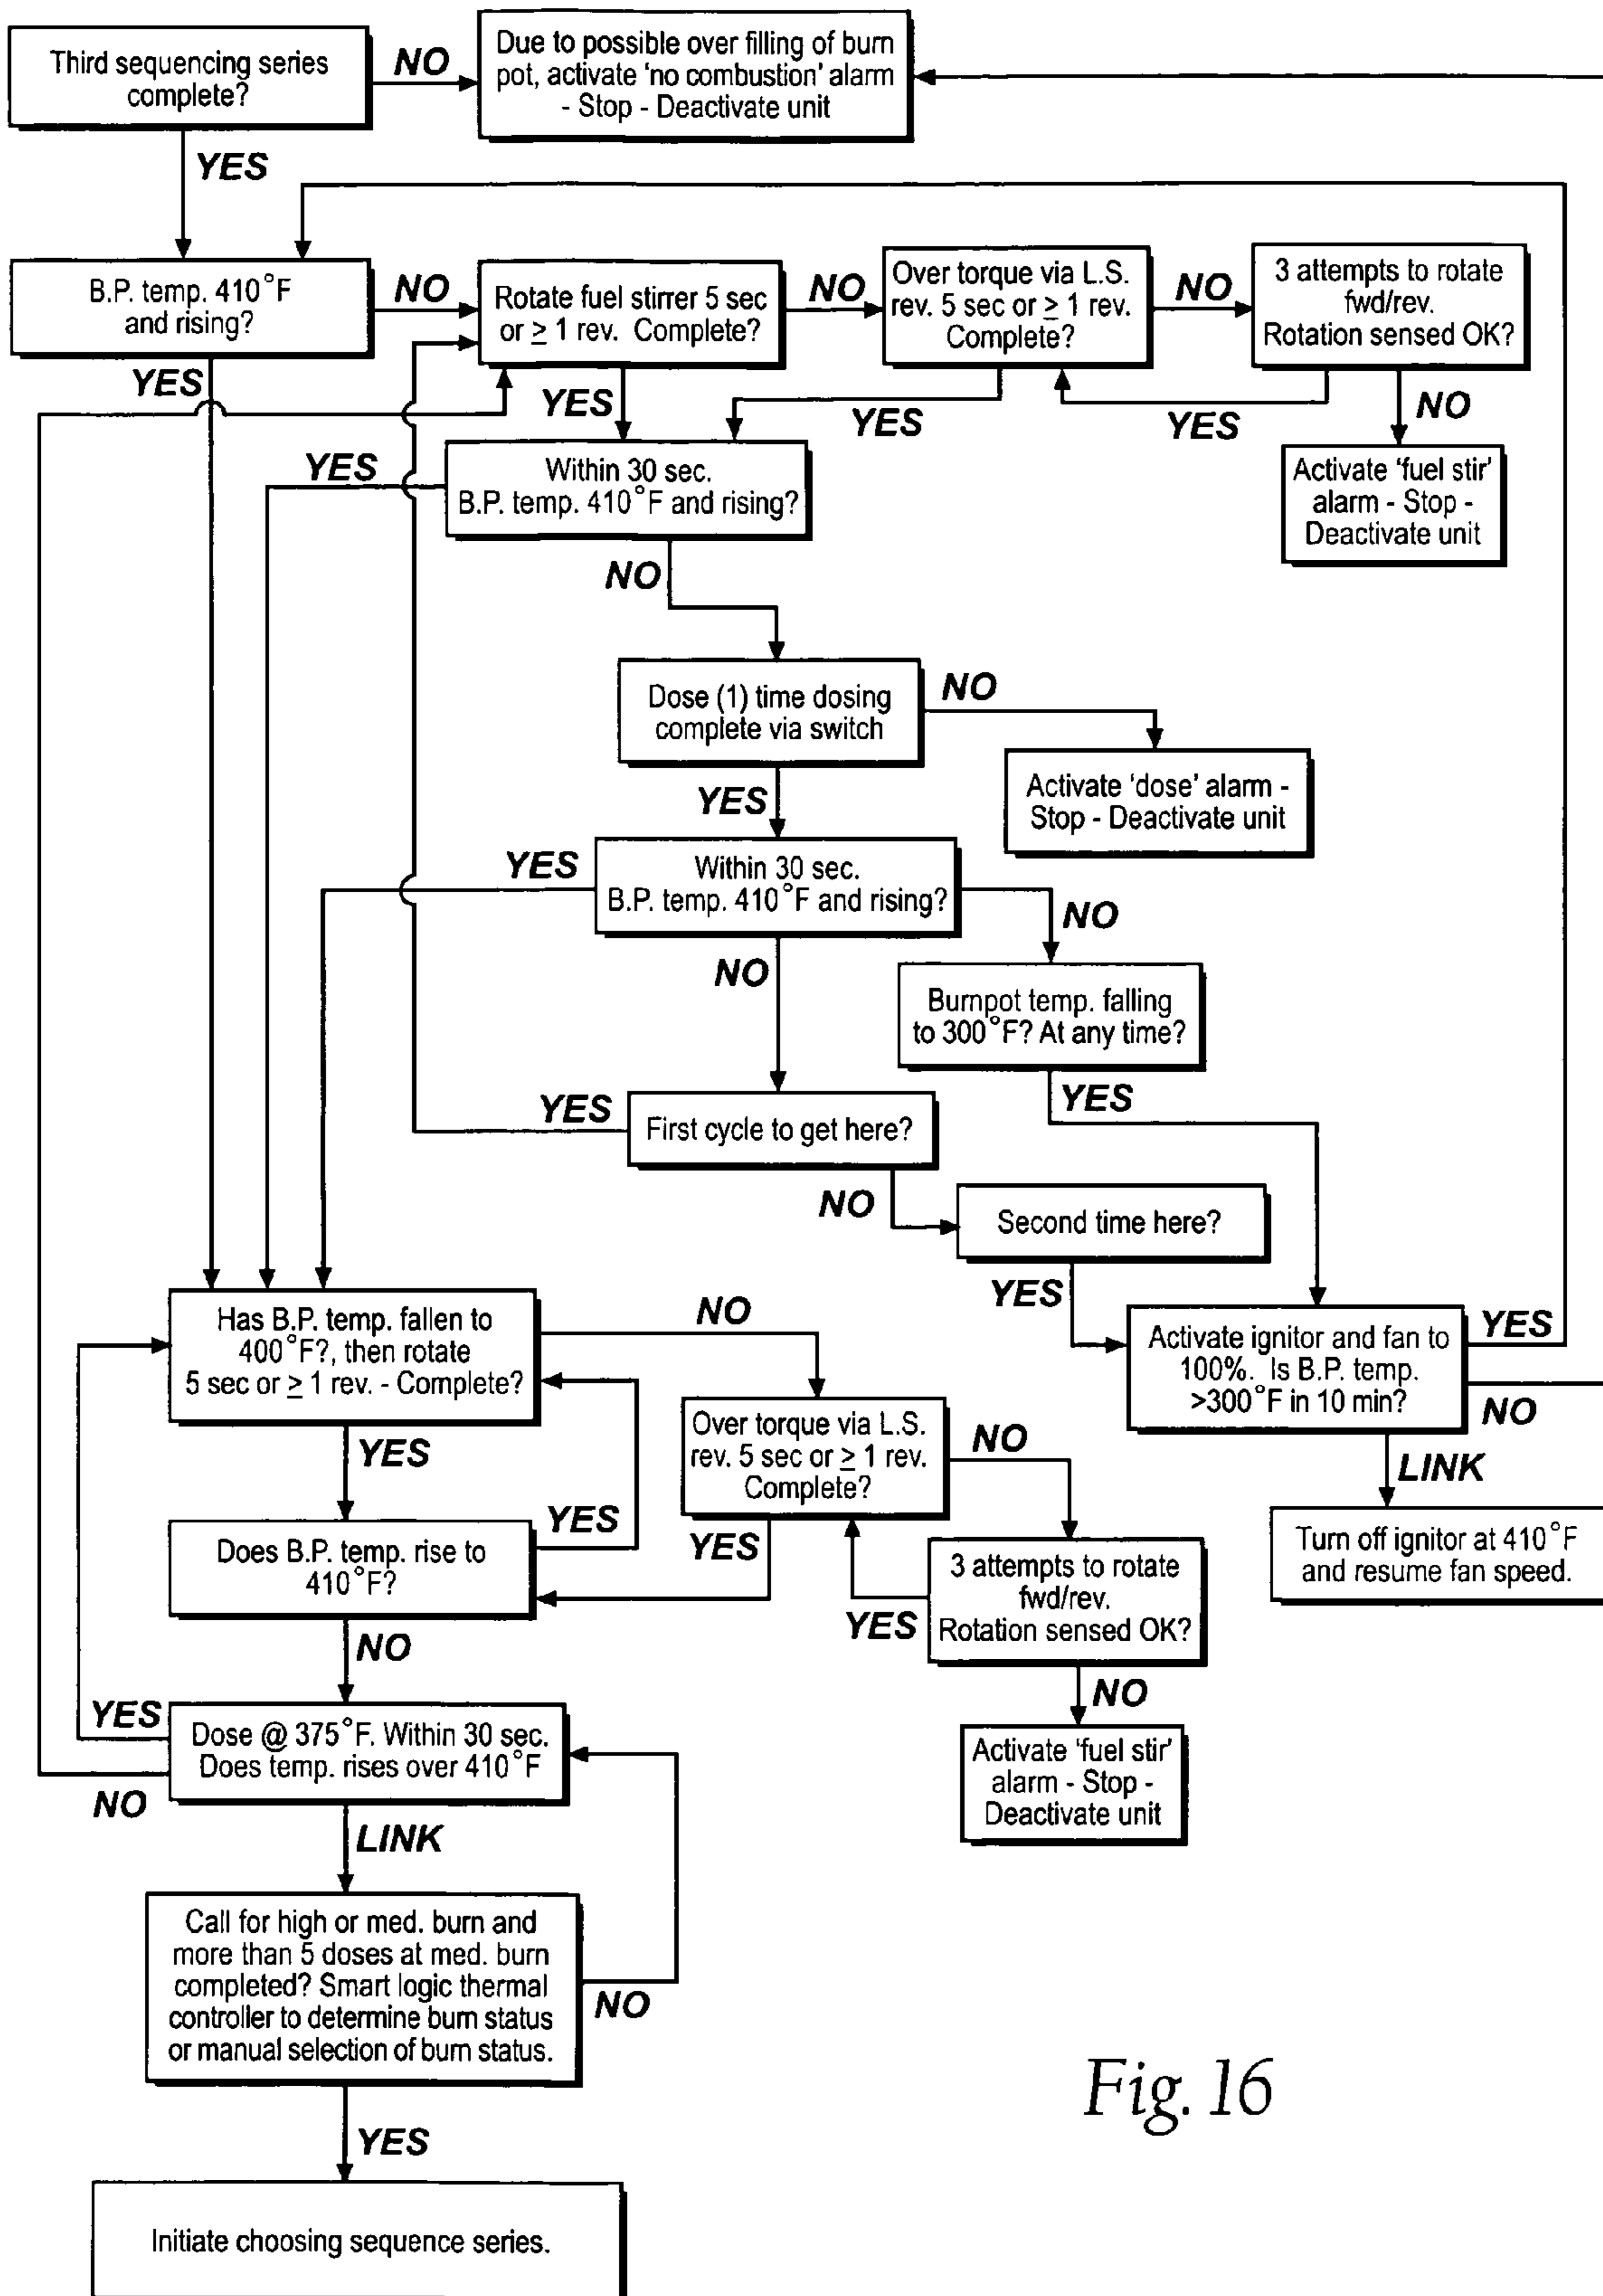 Third sequencing series
complete?
NO
Due to possible over filling of burn
pot, activate 'no combustion' alarm
- Stop - Deactivate unit
YES
B.P. temp. 410°F
and rising?
NO
Rotate fuel stirrer 5 sec
or ≥ 1 rev. Complete?
NO
Over torque via L.S.
rev. 5 sec or ≥ 1 rev.
Complete?
NO
3 attempts to rotate
fwd/rev.
Rotation sensed OK?
YES
YES
YES
YES
NO
Activate 'fuel stir'
alarm - Stop -
Deactivate unit
YES
Within 30 sec.
B.P. temp. 410°F and rising?
NO
Dose (1) time dosing
complete via switch
NO
Activate 'dose' alarm -
Stop - Deactivate unit
YES
YES
Within 30 sec.
B.P. temp. 410°F and rising?
NO
NO
Burnpot temp. falling
to 300°F? At any time?
YES
YES
First cycle to get here?
NO
Second time here?
YES
Has B.P. temp. fallen to
400°F?, then rotate
5 sec or ≥ 1 rev. - Complete?
NO
Activate ignitor and fan to
100%. Is B.P. temp.
>300°F in 10 min?
YES
NO
LINK
Turn off ignitor at 410°F
and resume fan speed.
YES
Over torque via L.S.
rev. 5 sec or ≥ 1 rev.
Complete?
NO
YES
Does B.P. temp. rise to
410°F?
YES
3 attempts to rotate
fwd/rev.
Rotation sensed OK?
YES
NO
NO
Activate 'fuel stir'
alarm - Stop -
Deactivate unit
YES
Dose @ 375°F. Within 30 sec.
Does temp. rises over 410°F
NO
LINK
Call for high or med. burn and
more than 5 doses at med. burn
completed? Smart logic thermal
controller to determine burn status
or manual selection of burn status.
NO
YES
Initiate choosing sequence series.
Fig. 16